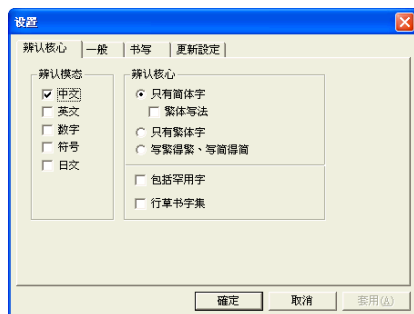 设置
辨认核心 一般 书写 更新設定
辨认模态
中文
英文
数字
符号
日文
辨认核心
只有简体字
繁体写法
只有繁体字
写繁得繁、写简得简
包括罕用字
行草书字集
確定 取消 套用(A)